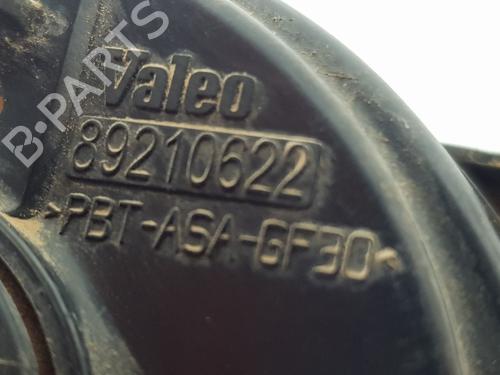 Valeo
89210622
>PBT-ASA-GF30<
B-PARTS